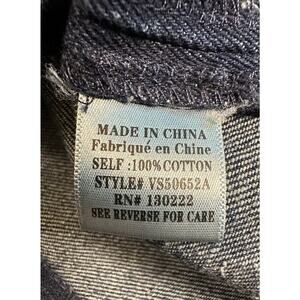 MADE IN CHINA
Fabriqué en Chine
SELF :100% COTTON
STYLE# VS50652A
RN# 130222
SEE REVERSE FOR CARE